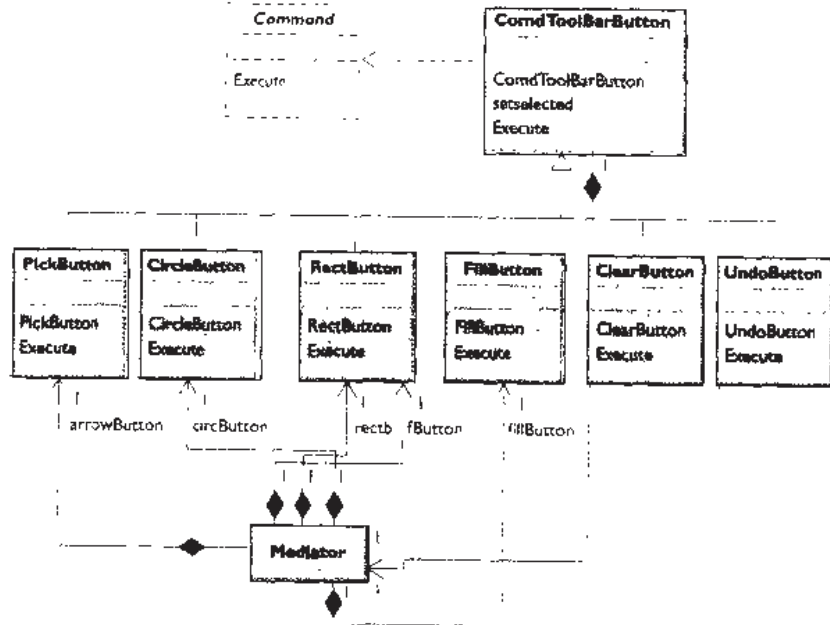 Command
Execute
ComdToolBarButton
ComdToolBarButton
setselected
Execute
PickButton
PickButton
Execute
CircleButton
CircleButton
Execute
RectButton
RectButton
Execute
FillButton
FillButton
Execute
ClearButton
ClearButton
Execute
UndoButton
UndoButton
Execute
arrowButton
circButton
rectb
fButton
fillButton
Mediator